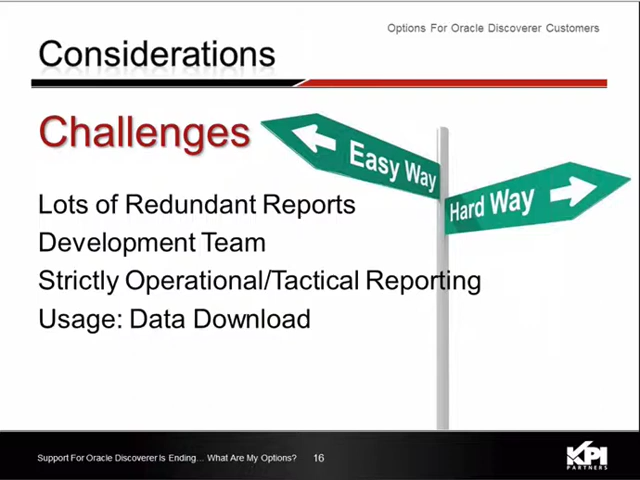 Options For Oracle Discoverer Customers
Considerations
Challenges
Easy Way
Hard Way
Lots of Redundant Reports
Development Team
Strictly Operational/Tactical Reporting
Usage: Data Download
Support For Oracle Discoverer Is Ending... What Are My Options?
16
KPI
PARTNERS